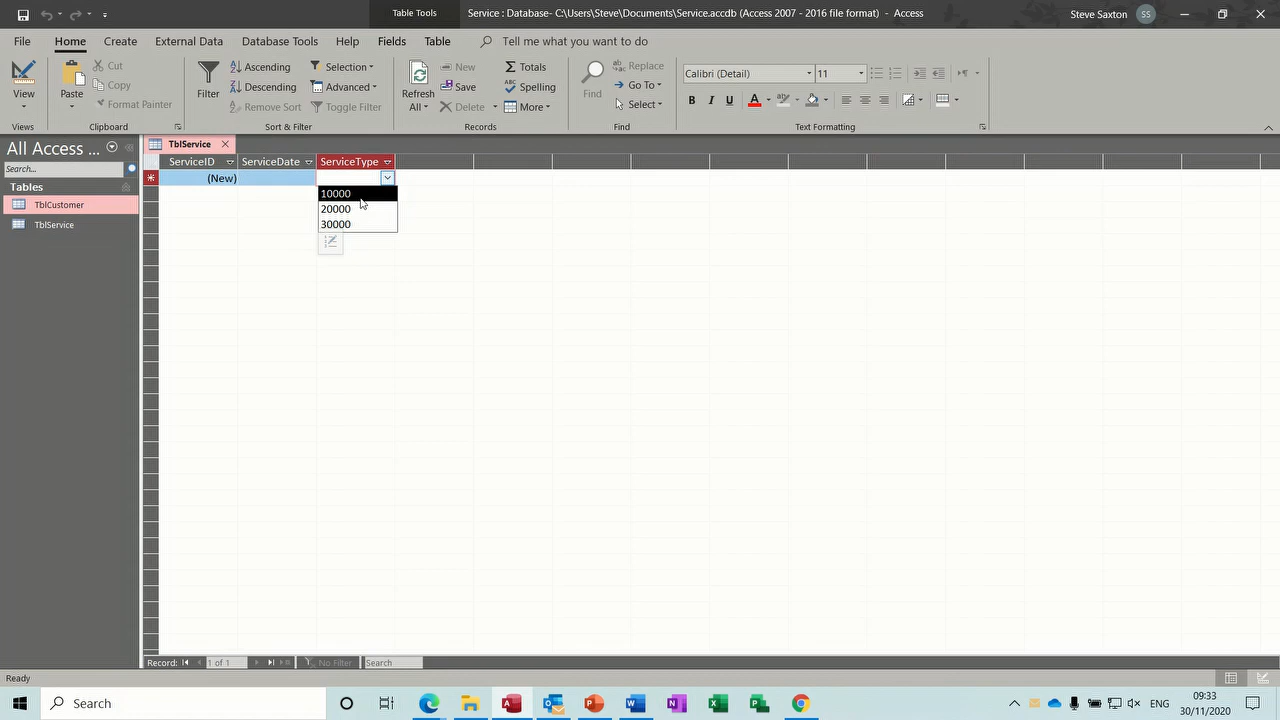 Table Tools
Service : Database- C:\Users\Steve\Documents\Service.accdb (Access 2007 - 2016 file format) - Access
Steve Saxton
SS
File
Home
Create
External Data
Database Tools
Help
Fields
Table
Tell me what you want to do
View
Views
Paste
Cut
Copy
Format Painter
Clipboard
Filter
Ascending
Descending
Remove Sort
Selection
Advanced
Toggle Filter
Sort & Filter
Refresh
All
New
Save
Delete
Totals
Spelling
More
Records
Find
Replace
Go To
Select
Find
Calibri (Detail)
11
B I U
A
Text Formatting
All Access ...
Search...
Tables
TblCustomer
TblService
TblService
ServiceID
ServiceDate
ServiceType
(New)
10000
20000
30000
Record:
1 of 1
No Filter
Search
Ready
Search
ENG
09:33
30/11/2020